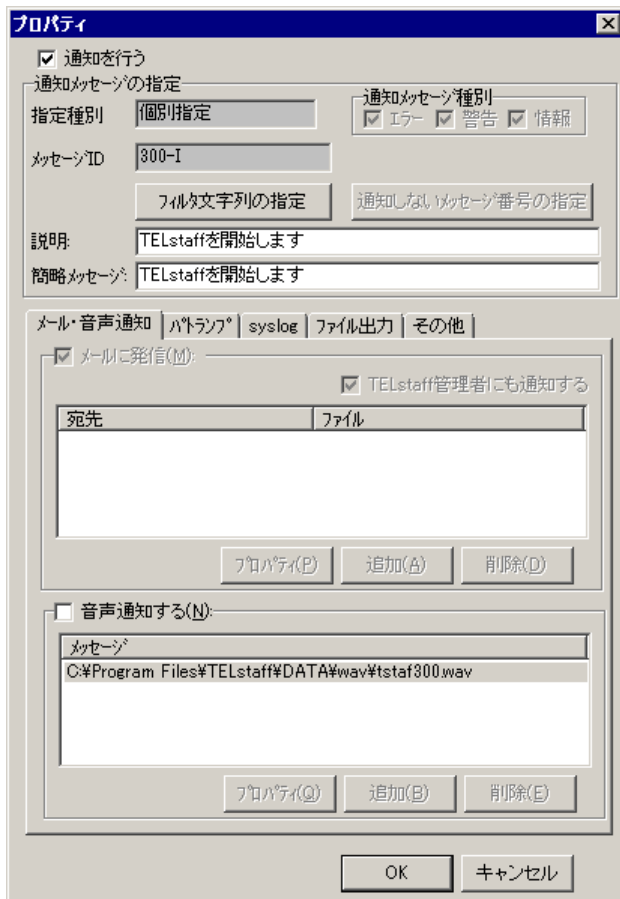 プロパティ
通知を行う
通知メッセージの指定
指定種別 個別指定
通知メッセージ種別
エラー 警告 情報
メッセージID 300-I
フィルタ文字列の指定 通知しないメッセージ番号の指定
説明: TELstaffを開始します
簡略メッセージ: TELstaffを開始します
メール・音声通知 パトランプ syslog ファイル出力 その他
メールに発信(M):
TELstaff管理者にも通知する
宛先 ファイル
プロパティ(P) 追加(A) 削除(D)
音声通知する(N):
メッセージ
C:¥Program Files¥TELstaff¥DATA¥wav¥tstaf300.wav
プロパティ(Q) 追加(B) 削除(E)
OK キャンセル